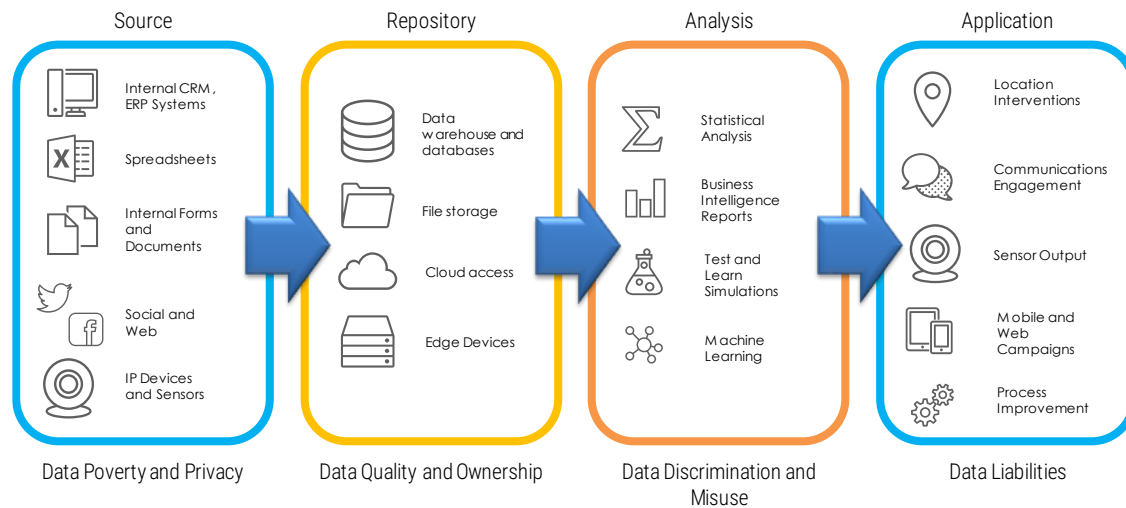 Source
Internal CRM,
ERP Systems
Spreadsheets
Internal Forms
and
Documents
Social and
Web
IP Devices
and Sensors
Data Poverty and Privacy
Repository
Data
warehouse and
databases
File storage
Cloud access
Edge Devices
Data Quality and Ownership
Analysis
Statistical
Analysis
Business
Intelligence
Reports
Test and
Learn
Simulations
Machine
Learning
Data Discrimination and
Misuse
Application
Location
Interventions
Communications
Engagement
Sensor Output
Mobile and
Web
Campaigns
Process
Improvement
Data Liabilities